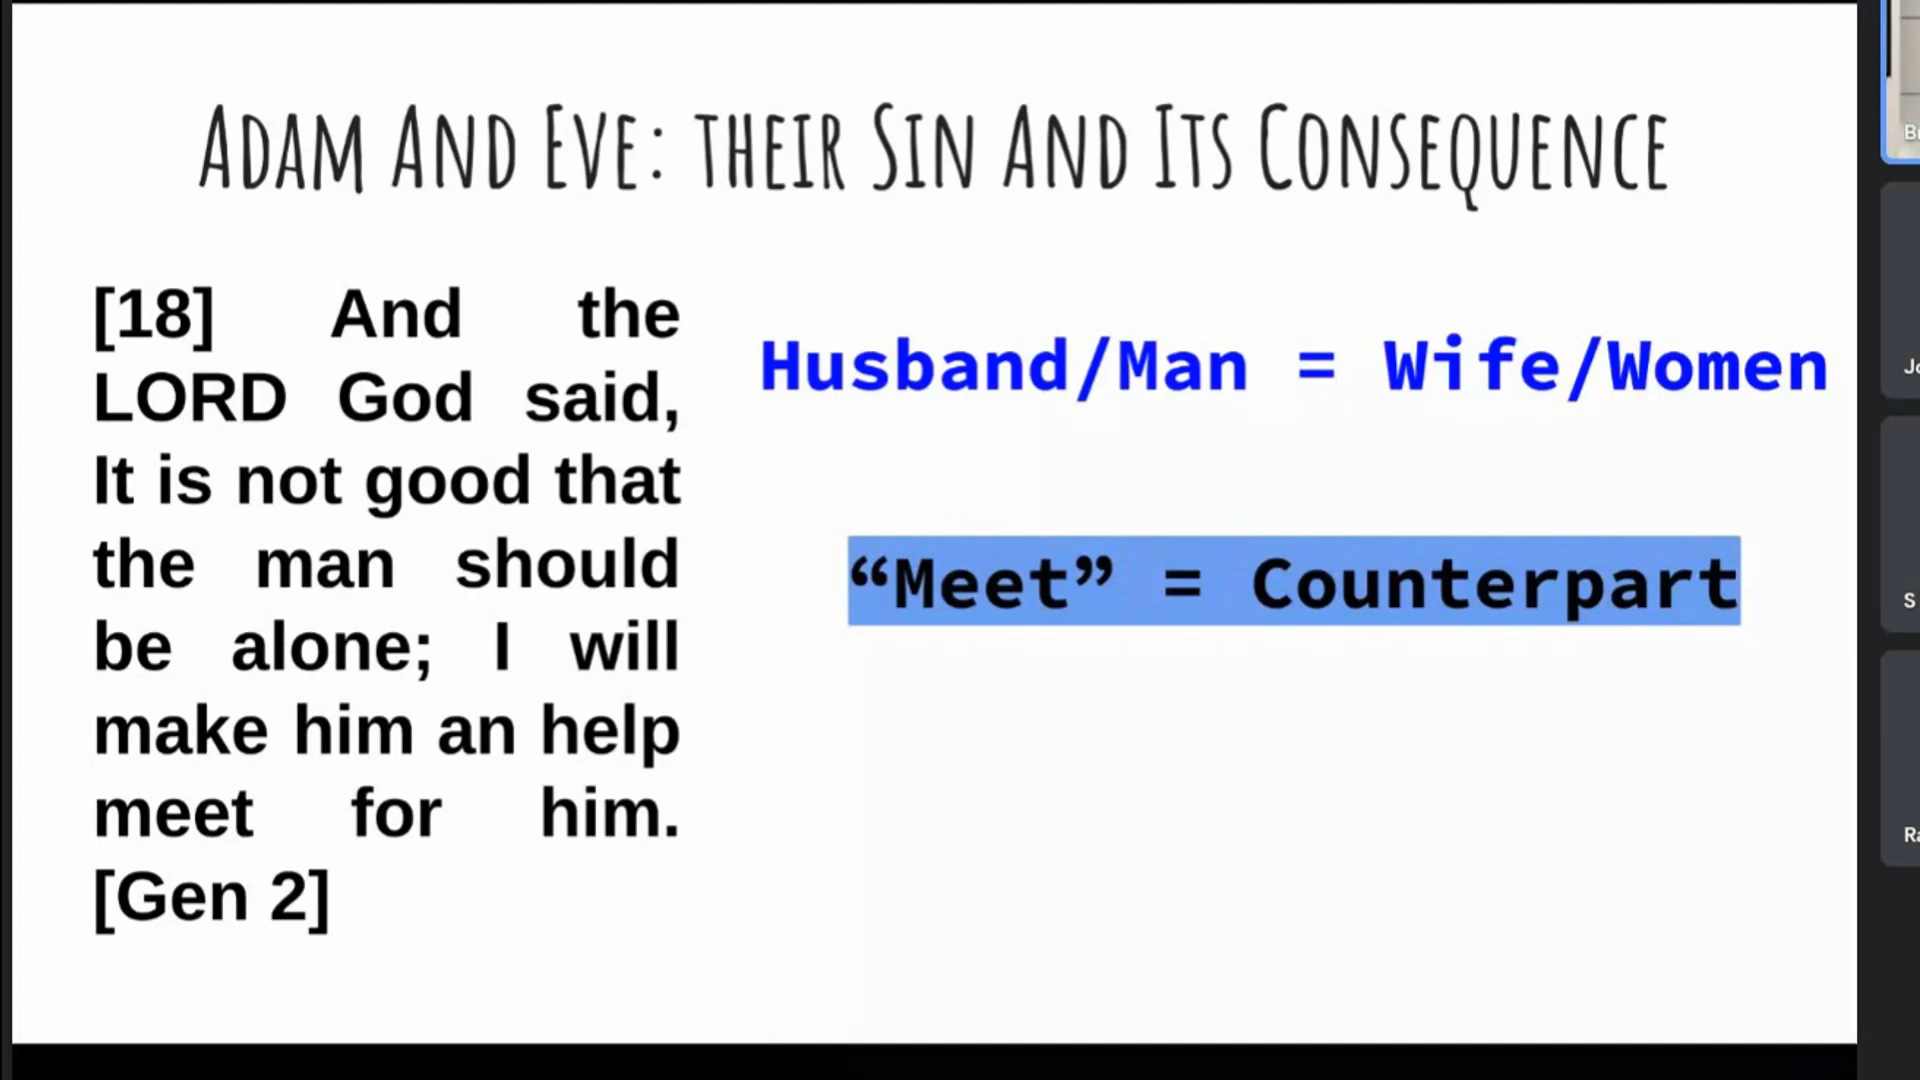 Adam And Eve: their Sin And Its Consequence
[18] And the
LORD God said,
It is not good that
the man should
be alone; I will
make him an help
meet for him.
[Gen 2]
Husband/Man = Wife/Women
“Meet” = Counterpart
S